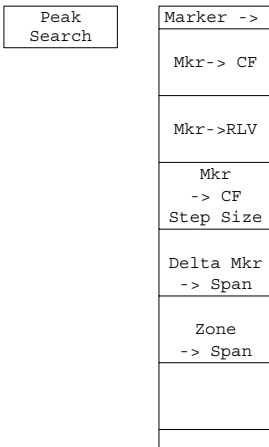 Peak
Search
Marker ->
Mkr-> CF
Mkr->RLV
Mkr
-> CF
Step Size
Delta Mkr
-> Span
Zone
-> Span